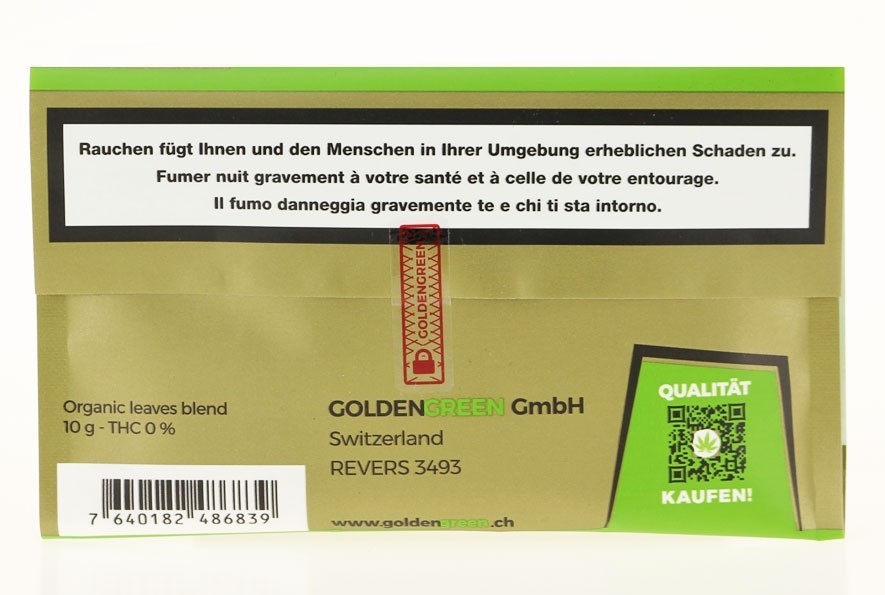 Rauchen fügt Ihnen und den Menschen in Ihrer Umgebung erheblichen Schaden zu.
Fumer nuit gravement à votre santé et à celle de votre entourage.
Il fumo danneggia gravemente te e chi ti sta intorno.
GOLDENGREEN
Organic leaves blend
10 g - THC 0 %
GOLDENGREEN GmbH
Switzerland
REVERS 3493
www.goldengreen.ch
QUALITÄT
KAUFEN!
7 640182 486839